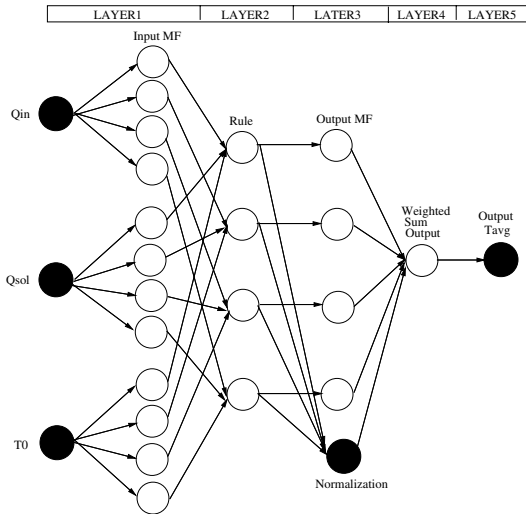 LAYER1 LAYER2 LATER3 LAYER4 LAYER5
Input MF
Qin
Rule
Output MF
Weighted
Sum
Output
Output
Tavg
Qsol
T0
Normalization